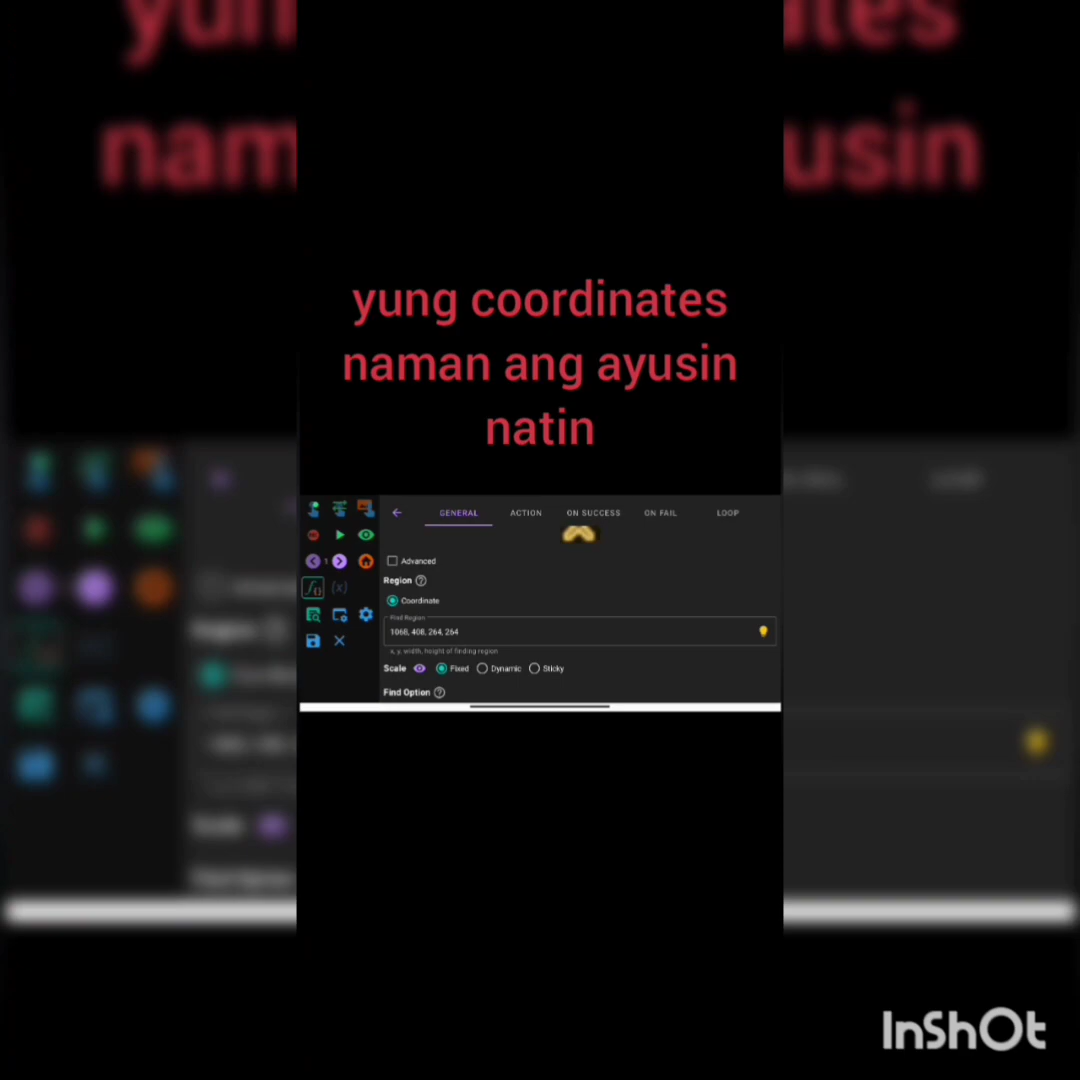 yung coordinates
naman ang ayusin
natin
GENERAL ACTION ON SUCCESS ON FAIL LOOP
1
Advanced
Region
Coordinate
Find Region
1068, 408, 264, 264
x, y, width, height of finding region
Scale Fixed Dynamic Sticky
Find Option
InShOt